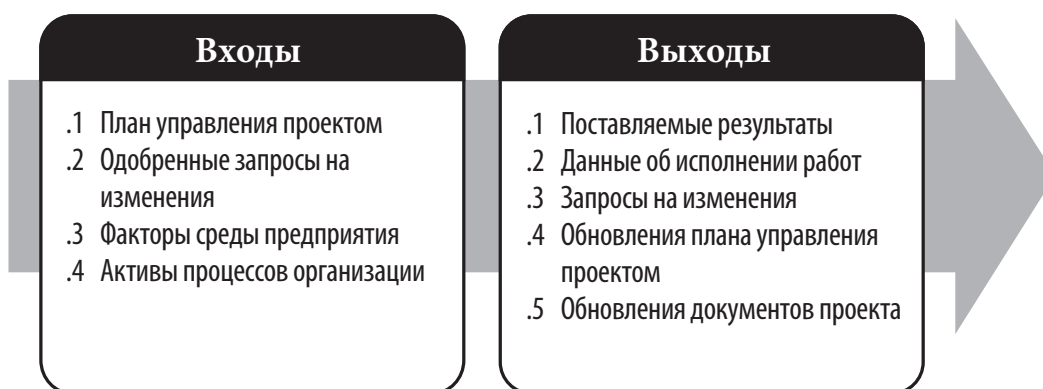 Входы
.1 План управления проектом
.2 Одобренные запросы на
изменения
.3 Факторы среды предприятия
.4 Активы процессов организации
Выходы
.1 Поставляемые результаты
.2 Данные об исполнении работ
.3 Запросы на изменения
.4 Обновления плана управления
проектом
.5 Обновления документов проекта